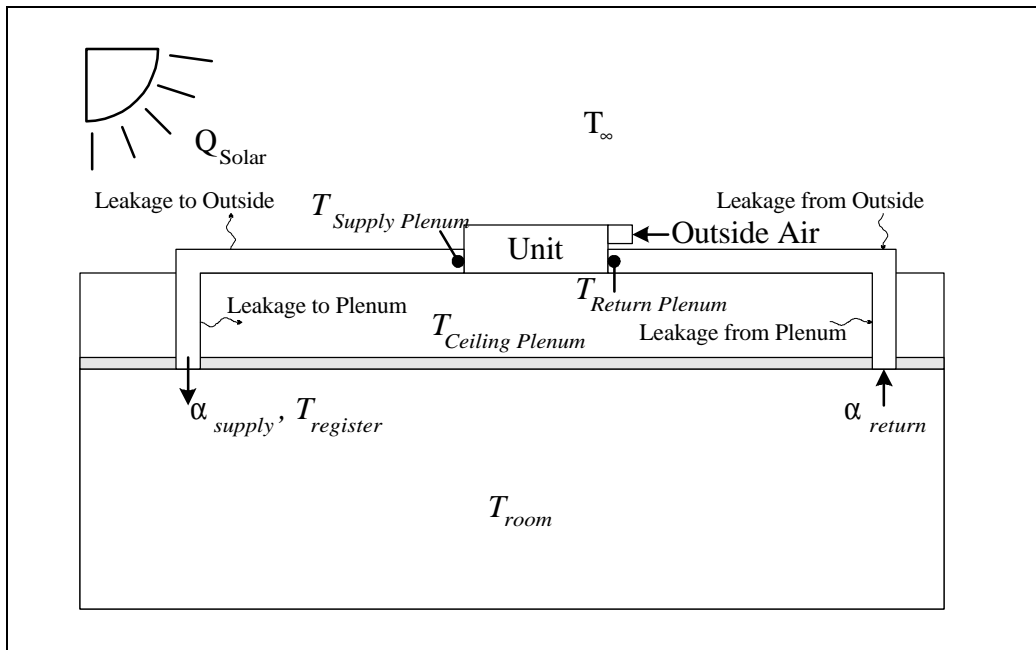 T∞
Q Solar
Leakage to Outside
Leakage from Outside
T Supply Plenum
Unit
Outside Air
T Return Plenum
Leakage to Plenum
T Ceiling Plenum
Leakage from Plenum
α supply, T register
α return
T room